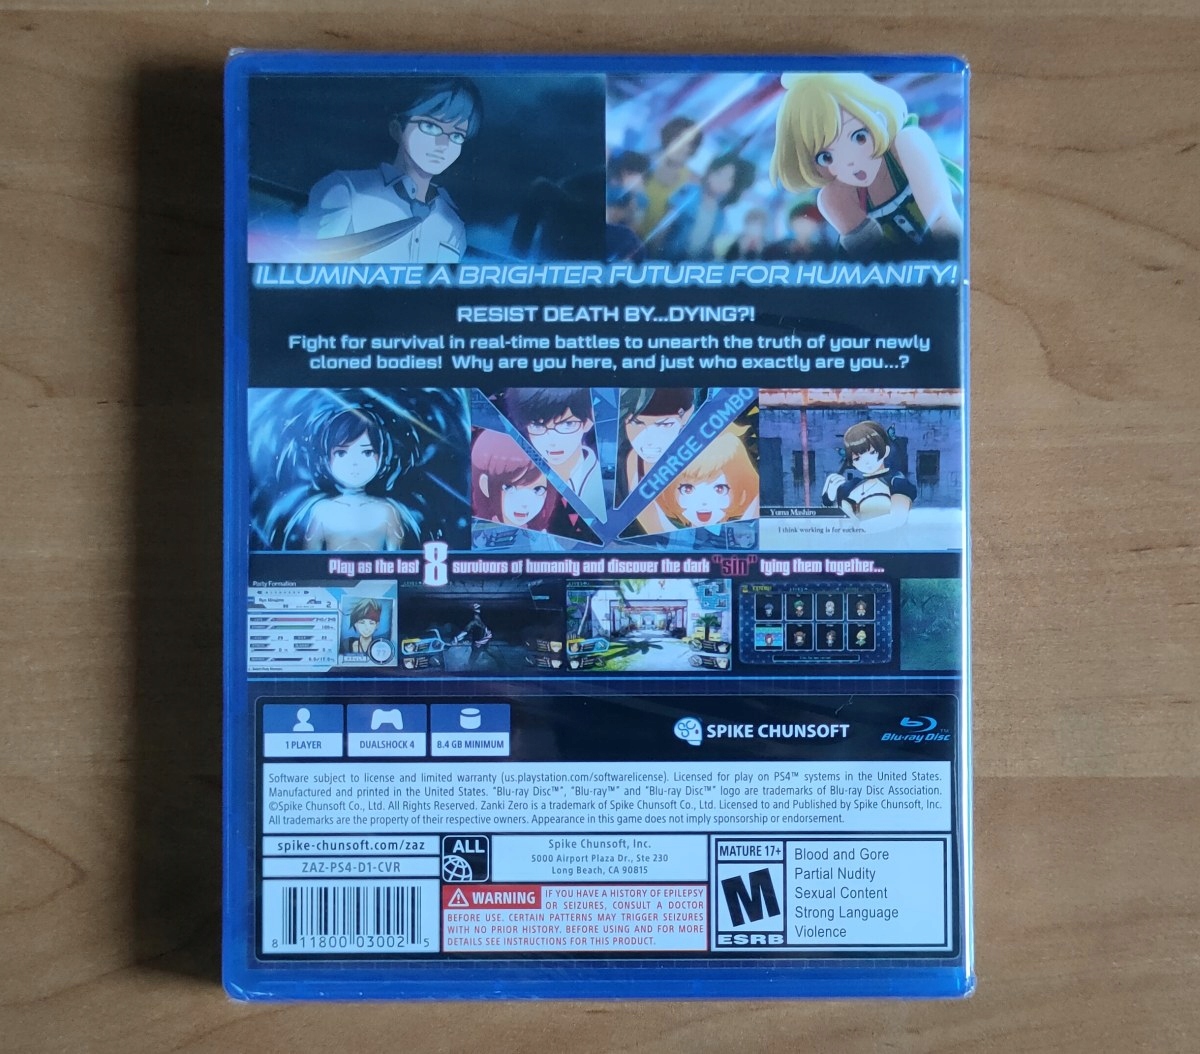 ILLUMINATE A BRIGHTER FUTURE FOR HUMANITY!
RESIST DEATH BY...DYING?!
Fight for survival in real-time battles to unearth the truth of your newly
cloned bodies! Why are you here, and just who exactly are you...?
CHARGE COMBO
Yuma Mashiro
I think working is for suckers.
Play as the last 8 survivors of humanity and discover the dark "sin" tying them together...
Party Formation
1 PLAYER
DUALSHOCK 4
8.4 GB MINIMUM
SPIKE CHUNSOFT
Blu-ray Disc™
Software subject to license and limited warranty (us.playstation.com/softwarelicense). Licensed for play on PS4™ systems in the United States.
Manufactured and printed in the United States. "Blu-ray Disc™", "Blu-ray™" and "Blu-ray Disc™" logo are trademarks of Blu-ray Disc Association.
©Spike Chunsoft Co., Ltd. All Rights Reserved. Zanki Zero is a trademark of Spike Chunsoft Co., Ltd. Licensed to and Published by Spike Chunsoft, Inc.
All trademarks are the property of their respective owners. Appearance in this game does not imply sponsorship or endorsement.
spike-chunsoft.com/zaz
ZAZ-PS4-D1-CVR
8 11800 03002 5
ALL
Spike Chunsoft, Inc.
5000 Airport Plaza Dr., Ste 230
Long Beach, CA 90815
WARNING IF YOU HAVE A HISTORY OF EPILEPSY
OR SEIZURES, CONSULT A DOCTOR
BEFORE USE. CERTAIN PATTERNS MAY TRIGGER SEIZURES
WITH NO PRIOR HISTORY. BEFORE USING AND FOR MORE
DETAILS SEE INSTRUCTIONS FOR THIS PRODUCT.
MATURE 17+
M
ESRB
Blood and Gore
Partial Nudity
Sexual Content
Strong Language
Violence